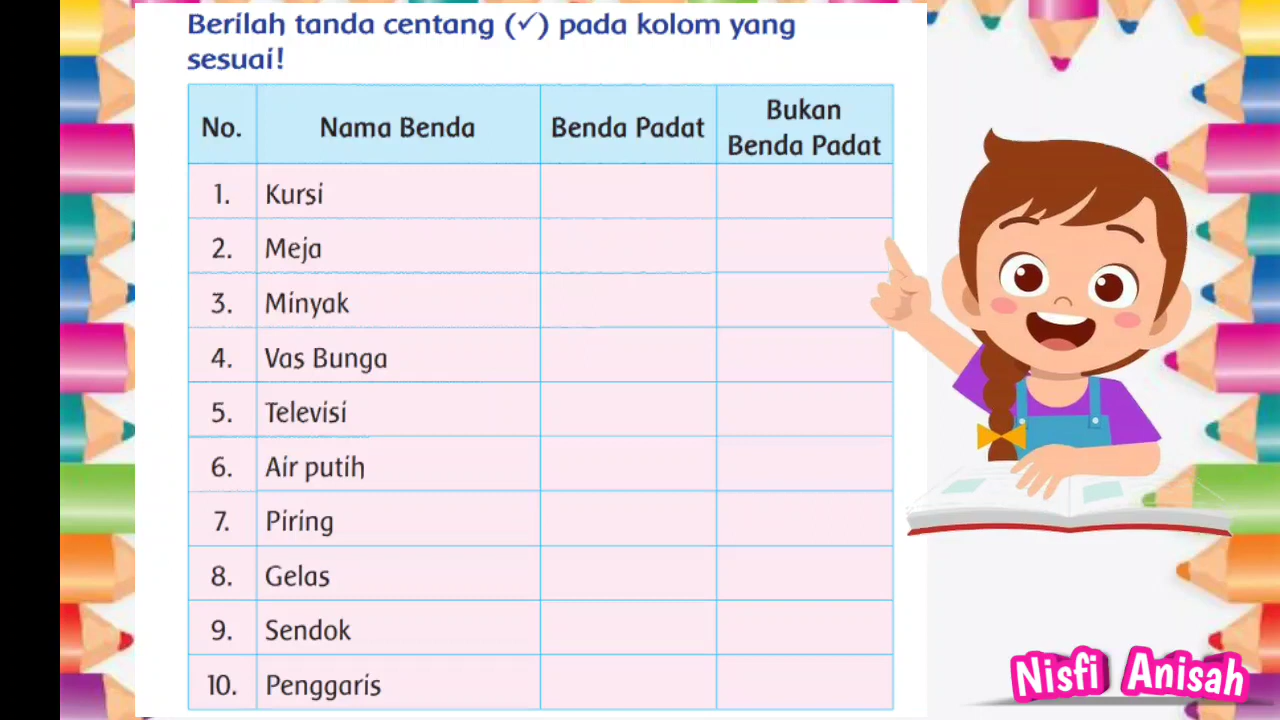 Berilah tanda centang (✓) pada kolom yang
sesuai!
No. Nama Benda Benda Padat Bukan Benda Padat
1. Kursi
2. Meja
3. Minyak
4. Vas Bunga
5. Televisi
6. Air putih
7. Piring
8. Gelas
9. Sendok
10. Penggaris
Nisfi Anisah